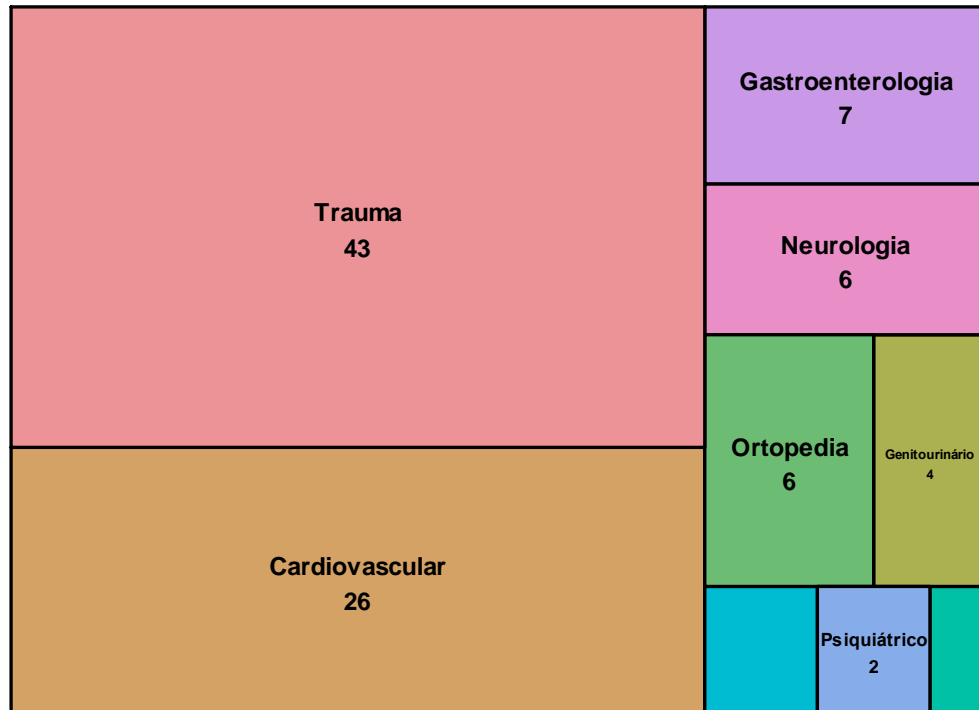 Trauma
43
Cardiovascular
26
Gastroenterologia
7
Neurologia
6
Ortopedia
6
Genitourinário
4
Psiquiátrico
2